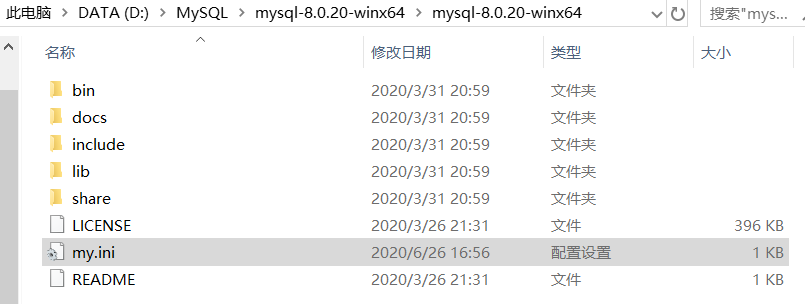 此电脑 > DATA (D:) > MySQL > mysql-8.0.20-winx64 > mysql-8.0.20-winx64 搜索"mys...
名称 修改日期 类型 大小
bin 2020/3/31 20:59 文件夹
docs 2020/3/31 20:59 文件夹
include 2020/3/31 20:59 文件夹
lib 2020/3/31 20:59 文件夹
share 2020/3/31 20:59 文件夹
LICENSE 2020/3/26 21:31 文件 396 KB
my.ini 2020/6/26 16:56 配置设置 1 KB
README 2020/3/26 21:31 文件 1 KB